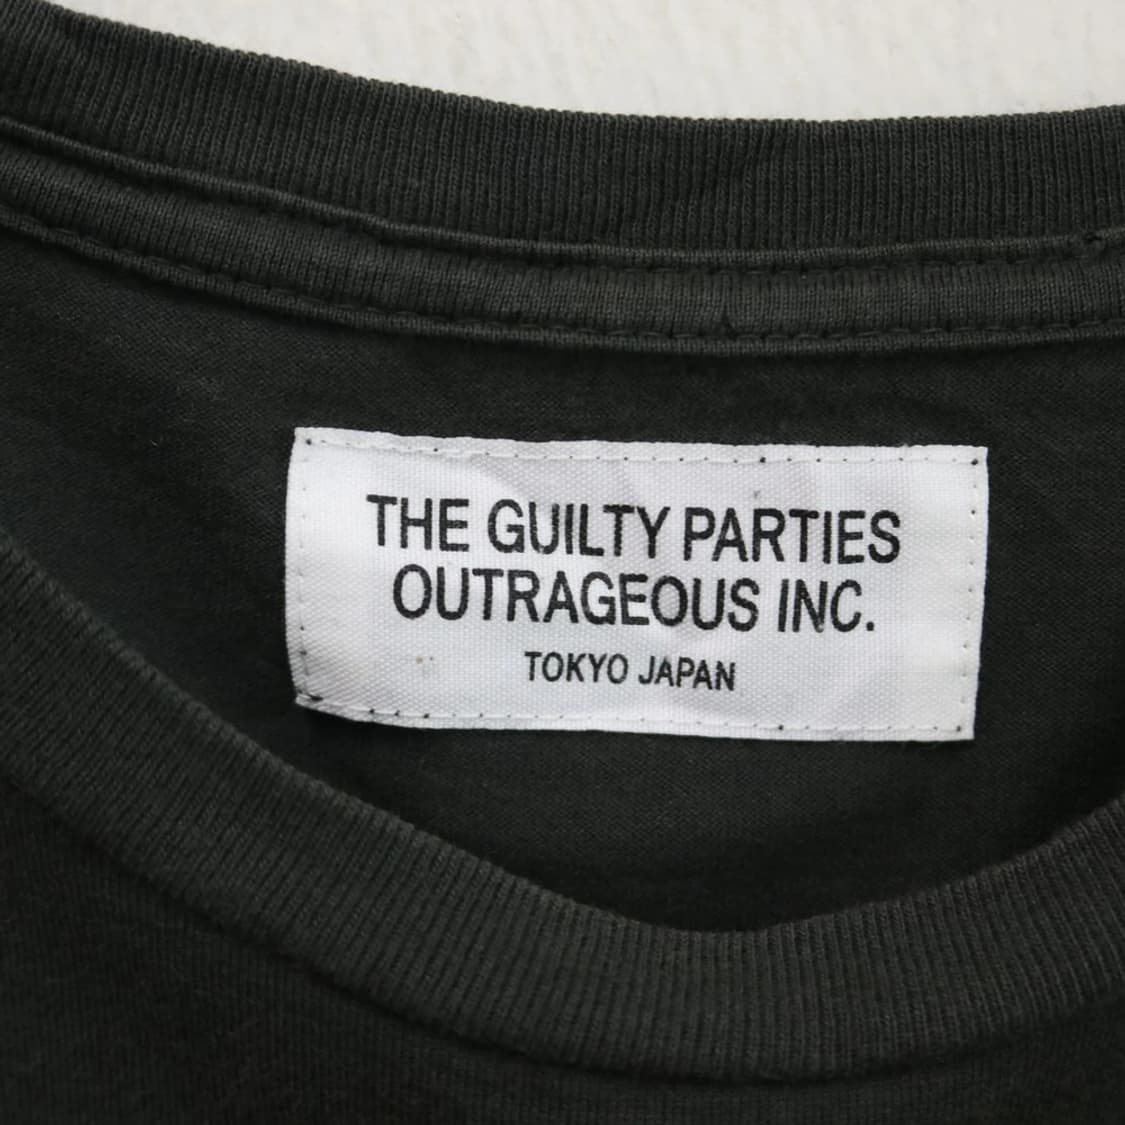 THE GUILTY PARTIES
OUTRAGEOUS INC.
TOKYO JAPAN